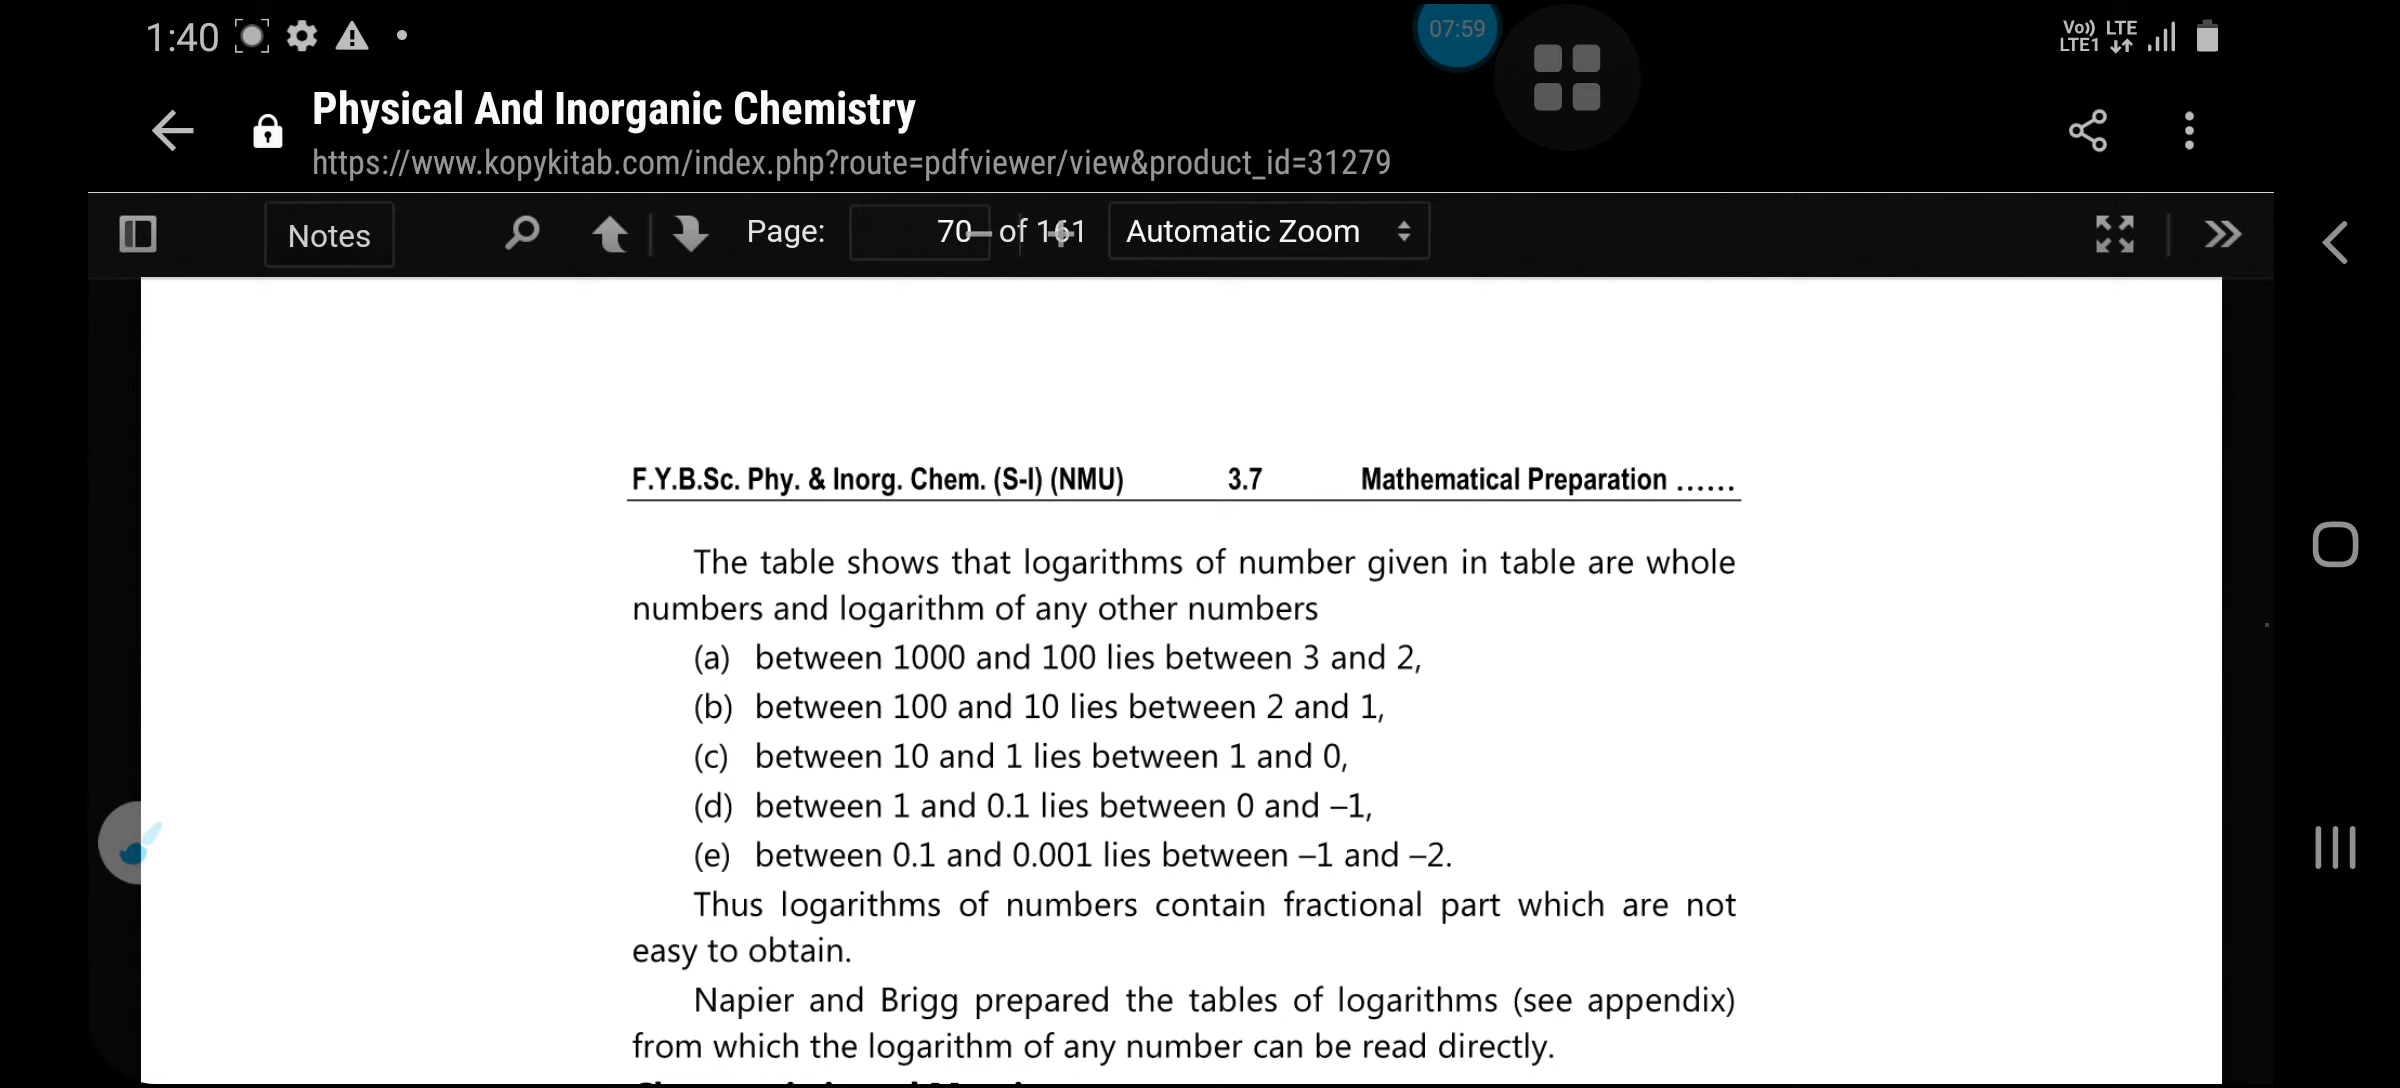 1:40
07:59
Vo)) LTE
LTE1
Physical And Inorganic Chemistry
https://www.kopykitab.com/index.php?route=pdfviewer/view&product_id=31279
Notes
Page: 70 of 161 Automatic Zoom
F.Y.B.Sc. Phy. & Inorg. Chem. (S-I) (NMU) 3.7 Mathematical Preparation ......
The table shows that logarithms of number given in table are whole
numbers and logarithm of any other numbers
(a) between 1000 and 100 lies between 3 and 2,
(b) between 100 and 10 lies between 2 and 1,
(c) between 10 and 1 lies between 1 and 0,
(d) between 1 and 0.1 lies between 0 and –1,
(e) between 0.1 and 0.001 lies between –1 and –2.
Thus logarithms of numbers contain fractional part which are not
easy to obtain.
Napier and Brigg prepared the tables of logarithms (see appendix)
from which the logarithm of any number can be read directly.